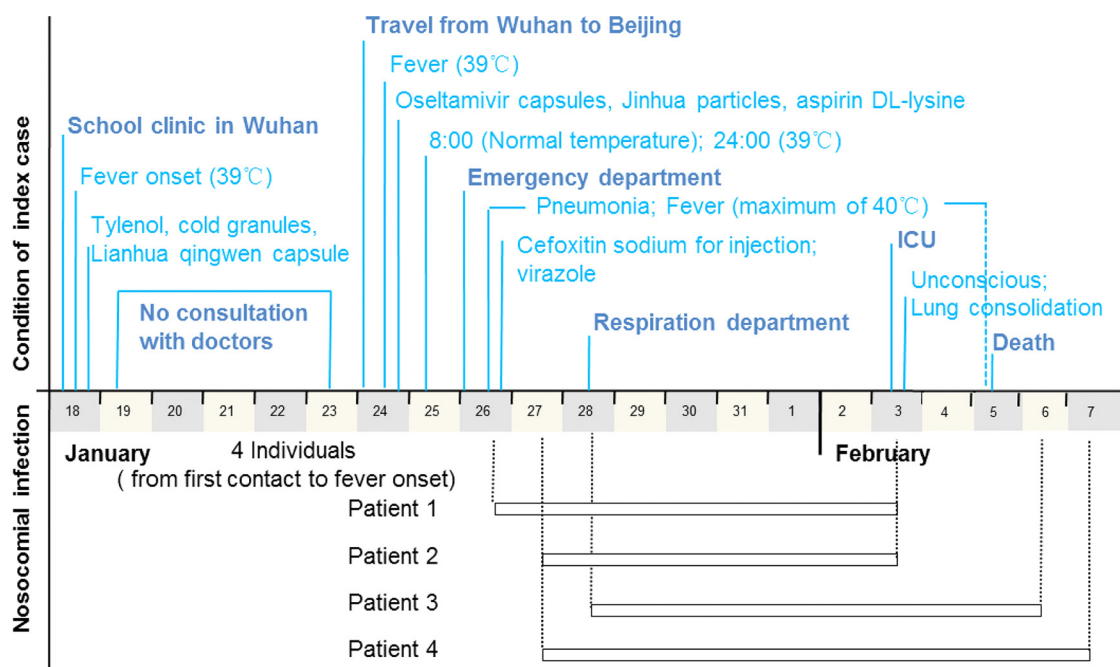 Condition of index case
Travel from Wuhan to Beijing
Fever (39℃)
Oseltamivir capsules, Jinhua particles, aspirin DL-lysine
School clinic in Wuhan
8:00 (Normal temperature); 24:00 (39℃)
Fever onset (39℃)
Emergency department
Pneumonia; Fever (maximum of 40℃)
Tylenol, cold granules,
Lianhua qingwen capsule
Cefoxitin sodium for injection;
virazole
ICU
Unconscious;
Lung consolidation
No consultation
with doctors
Respiration department
Death
18 19 20 21 22 23 24 25 26 27 28 29 30 31 1 2 3 4 5 6 7
January
February
Nosocomial infection
4 Individuals
( from first contact to fever onset)
Patient 1
Patient 2
Patient 3
Patient 4